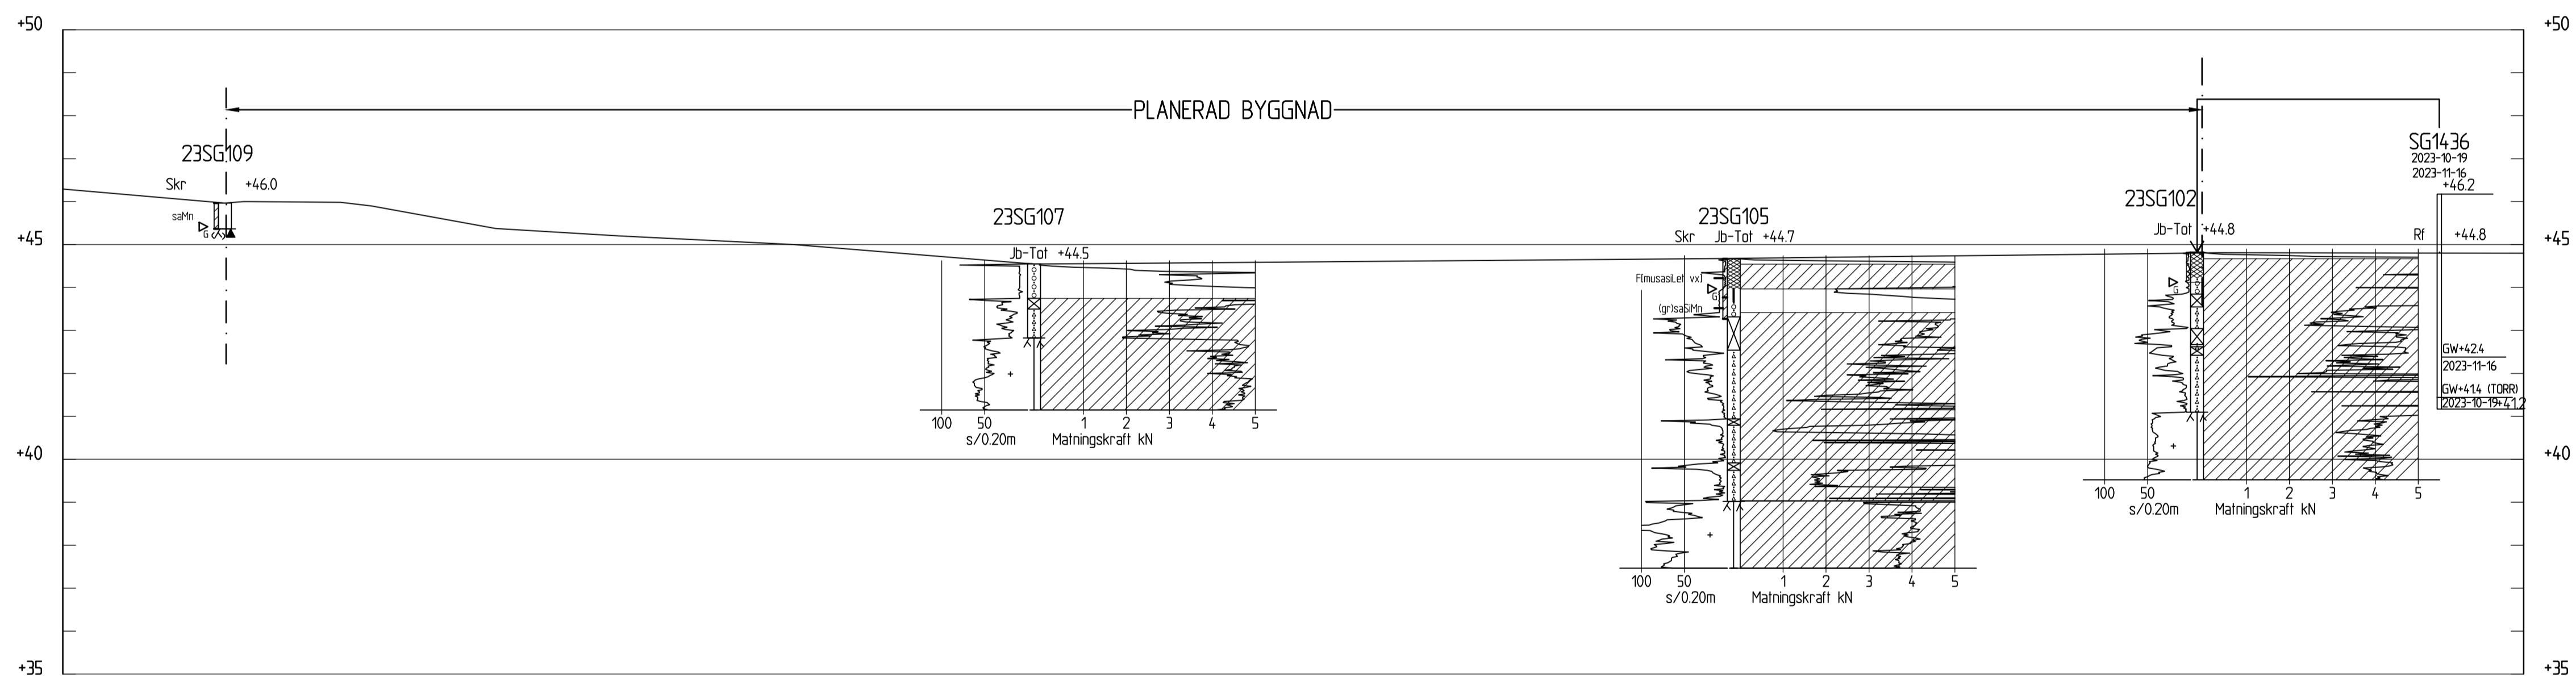 +50
+50
PLANERAD BYGGNAD
SG1436
2023-10-19
2023-11-16
+46.2
23SG109
Skr +46.0
saMn
G
23SG107
Jb-Tot +44.5
23SG105
Skr Jb-Tot +44.7
F[musasiLet vx]
G
(gr)saSiMn
23SG102
Jb-Tot +44.8
G
Rf +44.8
+45
+45
GW+42.4
2023-11-16
GW+41.4 (TORR)
2023-10-19+41.2
100 50 1 2 3 4 5
s/0.20m Matningskraft kN
+40
+40
100 50 1 2 3 4 5
s/0.20m Matningskraft kN
100 50 1 2 3 4 5
s/0.20m Matningskraft kN
+35
+35